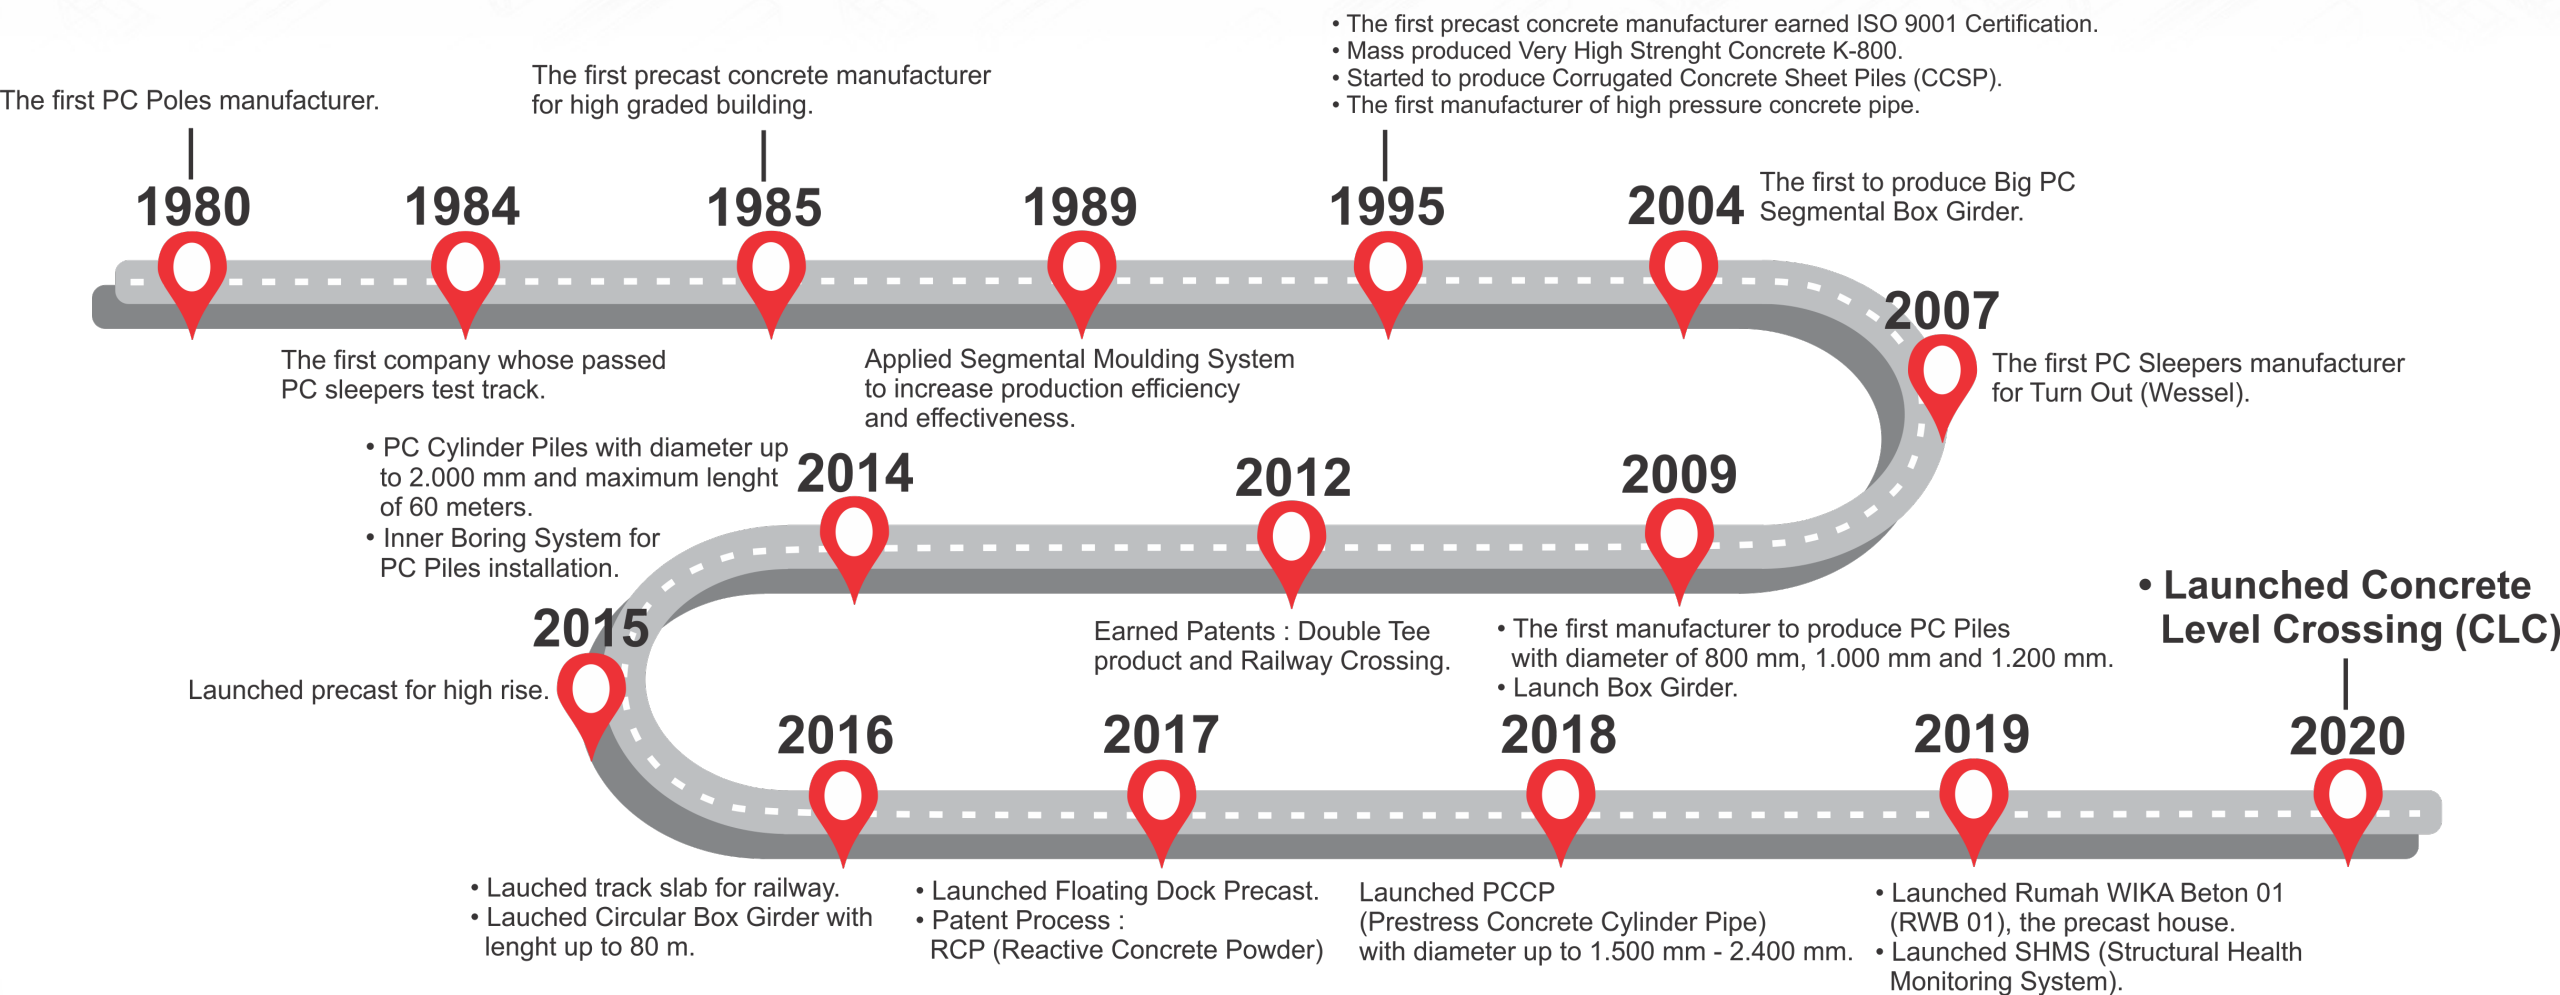 The first PC Poles manufacturer.
1980
1984
The first company whose passed
PC sleepers test track.
The first precast concrete manufacturer
for high graded building.
1985
1989
Applied Segmental Moulding System
to increase production efficiency
and effectiveness.
• The first precast concrete manufacturer earned ISO 9001 Certification.
• Mass produced Very High Strenght Concrete K-800.
• Started to produce Corrugated Concrete Sheet Piles (CCSP).
• The first manufacturer of high pressure concrete pipe.
1995
2004
The first to produce Big PC
Segmental Box Girder.
2007
The first PC Sleepers manufacturer
for Turn Out (Wessel).
2009
• The first manufacturer to produce PC Piles
with diameter of 800 mm, 1.000 mm and 1.200 mm.
• Launch Box Girder.
2012
Earned Patents : Double Tee
product and Railway Crossing.
2014
• PC Cylinder Piles with diameter up
to 2.000 mm and maximum lenght
of 60 meters.
• Inner Boring System for
PC Piles installation.
2015
Launched precast for high rise.
2016
• Lauched track slab for railway.
• Lauched Circular Box Girder with
lenght up to 80 m.
2017
• Launched Floating Dock Precast.
• Patent Process :
RCP (Reactive Concrete Powder)
2018
Launched PCCP
(Prestress Concrete Cylinder Pipe)
with diameter up to 1.500 mm - 2.400 mm.
2019
• Launched Rumah WIKA Beton 01
(RWB 01), the precast house.
• Launched SHMS (Structural Health
Monitoring System).
• Launched Concrete
Level Crossing (CLC)
2020